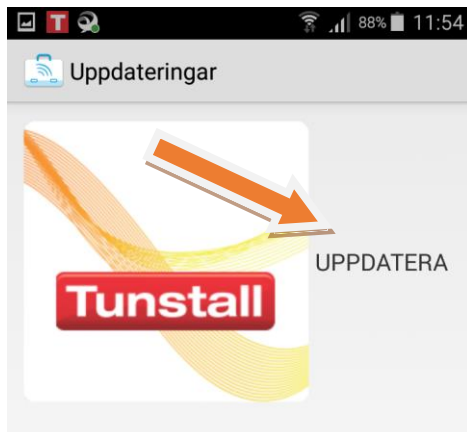 T
88% 11:54
Uppdateringar
UPPDATERA
Tunstall